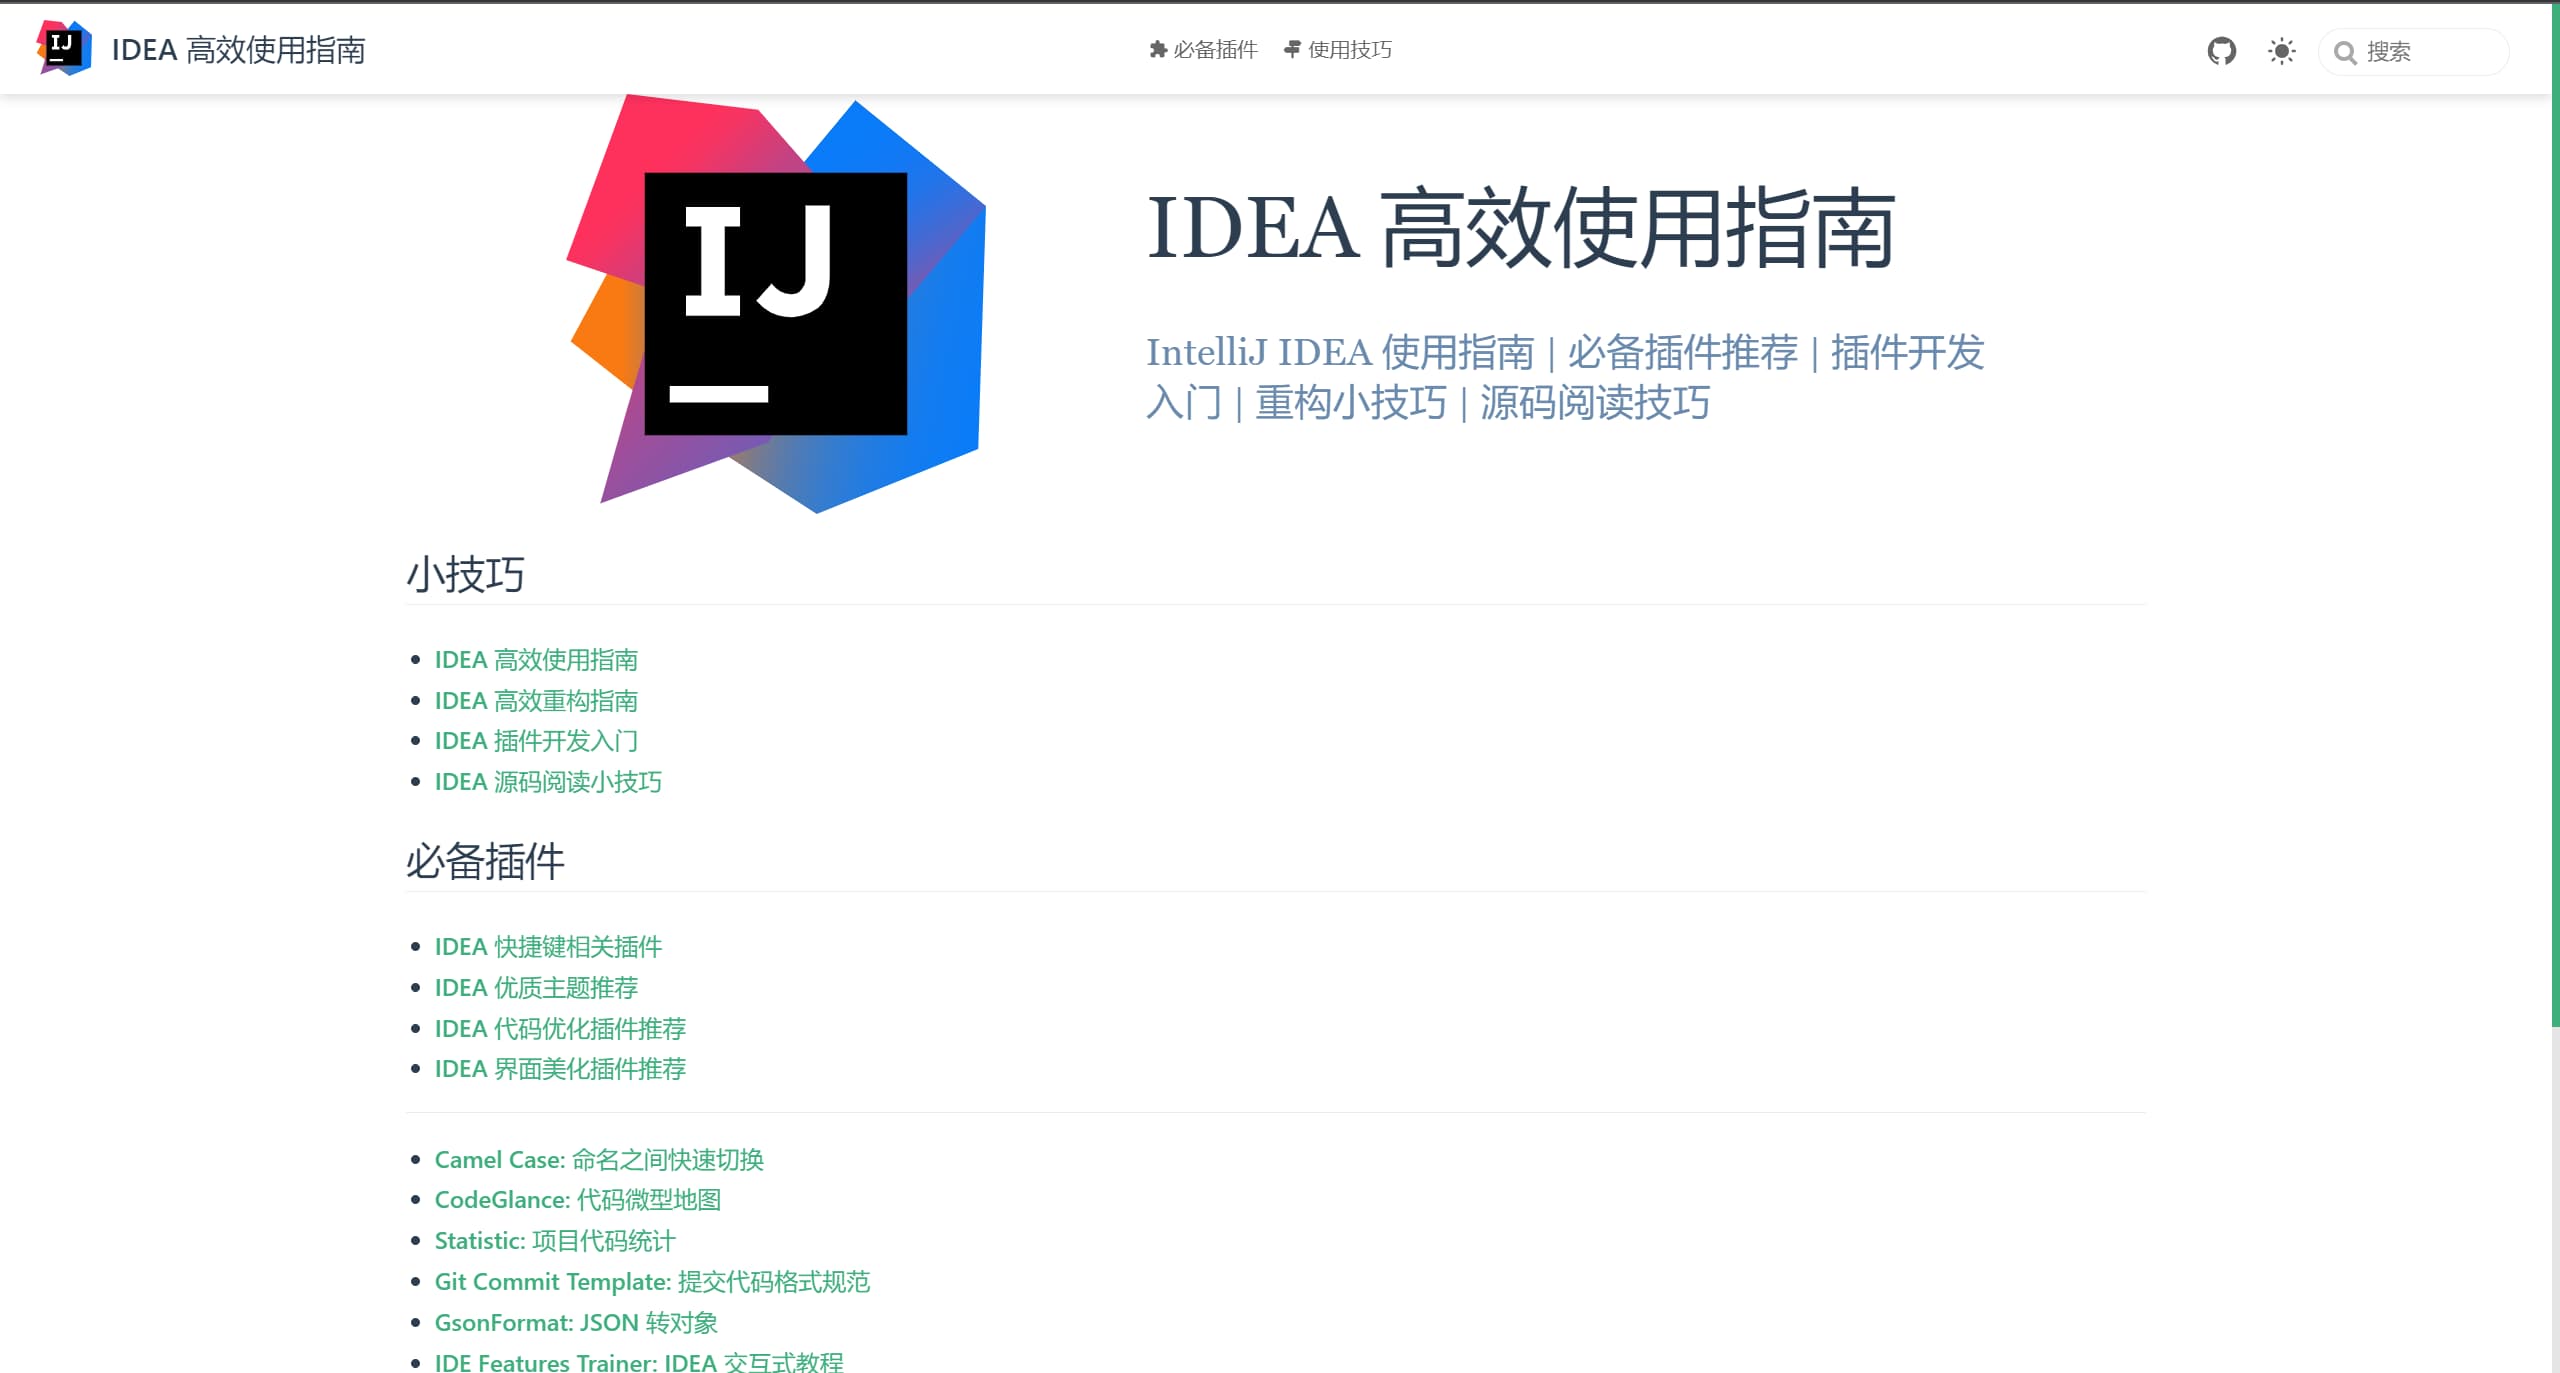 IJ
IDEA 高效使用指南
必备插件
使用技巧
搜索
IJ
IDEA 高效使用指南
IntelliJ IDEA 使用指南 | 必备插件推荐 | 插件开发
入门 | 重构小技巧 | 源码阅读技巧
小技巧
IDEA 高效使用指南
IDEA 高效重构指南
IDEA 插件开发入门
IDEA 源码阅读小技巧
必备插件
IDEA 快捷键相关插件
IDEA 优质主题推荐
IDEA 代码优化插件推荐
IDEA 界面美化插件推荐
Camel Case: 命名之间快速切换
CodeGlance: 代码微型地图
Statistic: 项目代码统计
Git Commit Template: 提交代码格式规范
GsonFormat: JSON 转对象
IDE Features Trainer: IDEA 交互式教程